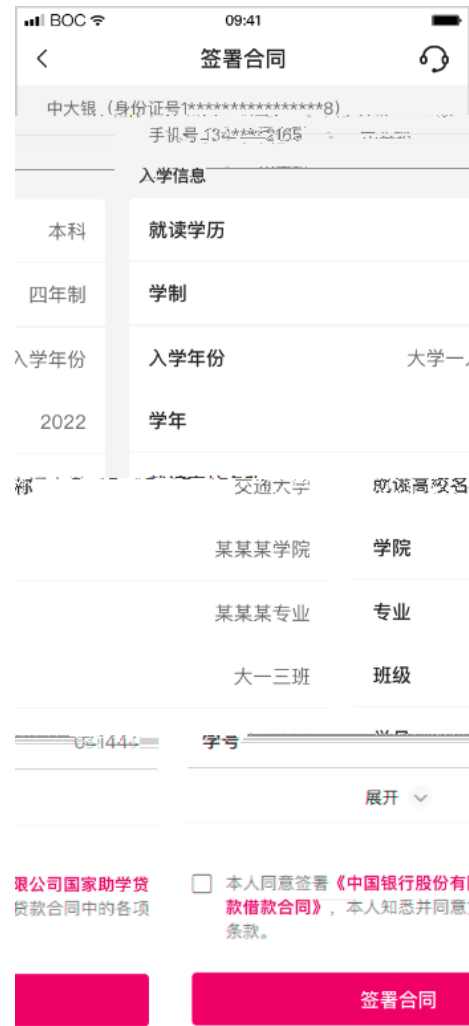 BOC 09:41
签署合同
中大银（身份证号1****************8）
手机号 134****2165
入学信息
本科 就读学历
四年制 学制
入学年份 入学年份 大学一
2022 学年
称 交通大学 就读高校名
某某某学院 学院
某某某专业 专业
大一三班 班级
学号
展开
限公司国家助学贷 本人同意签署《中国银行股份有
贷款合同中的各项 款借款合同》，本人知悉并同意
条款。
签署合同